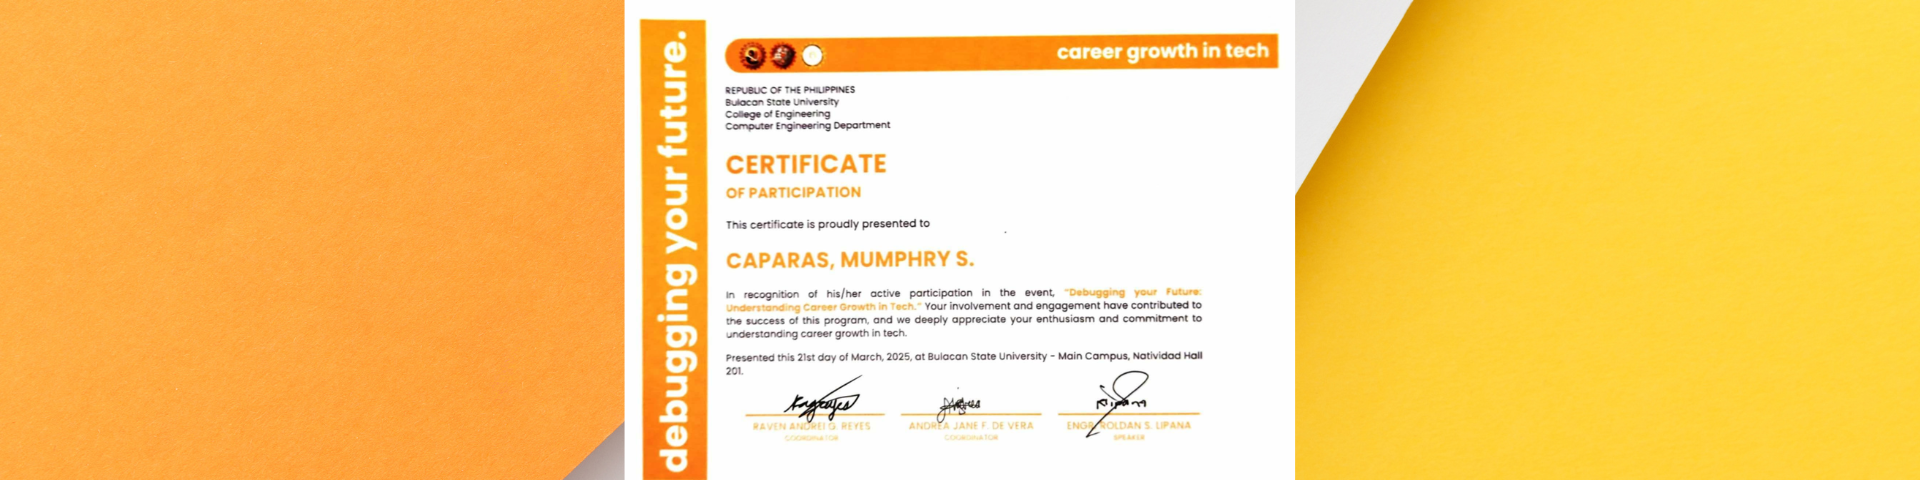 debugging your future.
career growth in tech
REPUBLIC OF THE PHILIPPINES
Bulacan State University
College of Engineering
Computer Engineering Department
CERTIFICATE
OF PARTICIPATION
This certificate is proudly presented to
CAPARAS, MUMPHRY S.
In recognition of his/her active participation in the event, "Debugging your Future:
Understanding Career Growth in Tech." Your involvement and engagement have contributed to
the success of this program, and we deeply appreciate your enthusiasm and commitment to
understanding career growth in tech.
Presented this 21st day of March, 2025, at Bulacan State University - Main Campus, Natividad Hall
201.
RAVEN ANDREI G. REYES ANDREA JANE F. DE VERA ENGR. ROLDAN S. LIPANA
COORDINATOR COORDINATOR SPEAKER